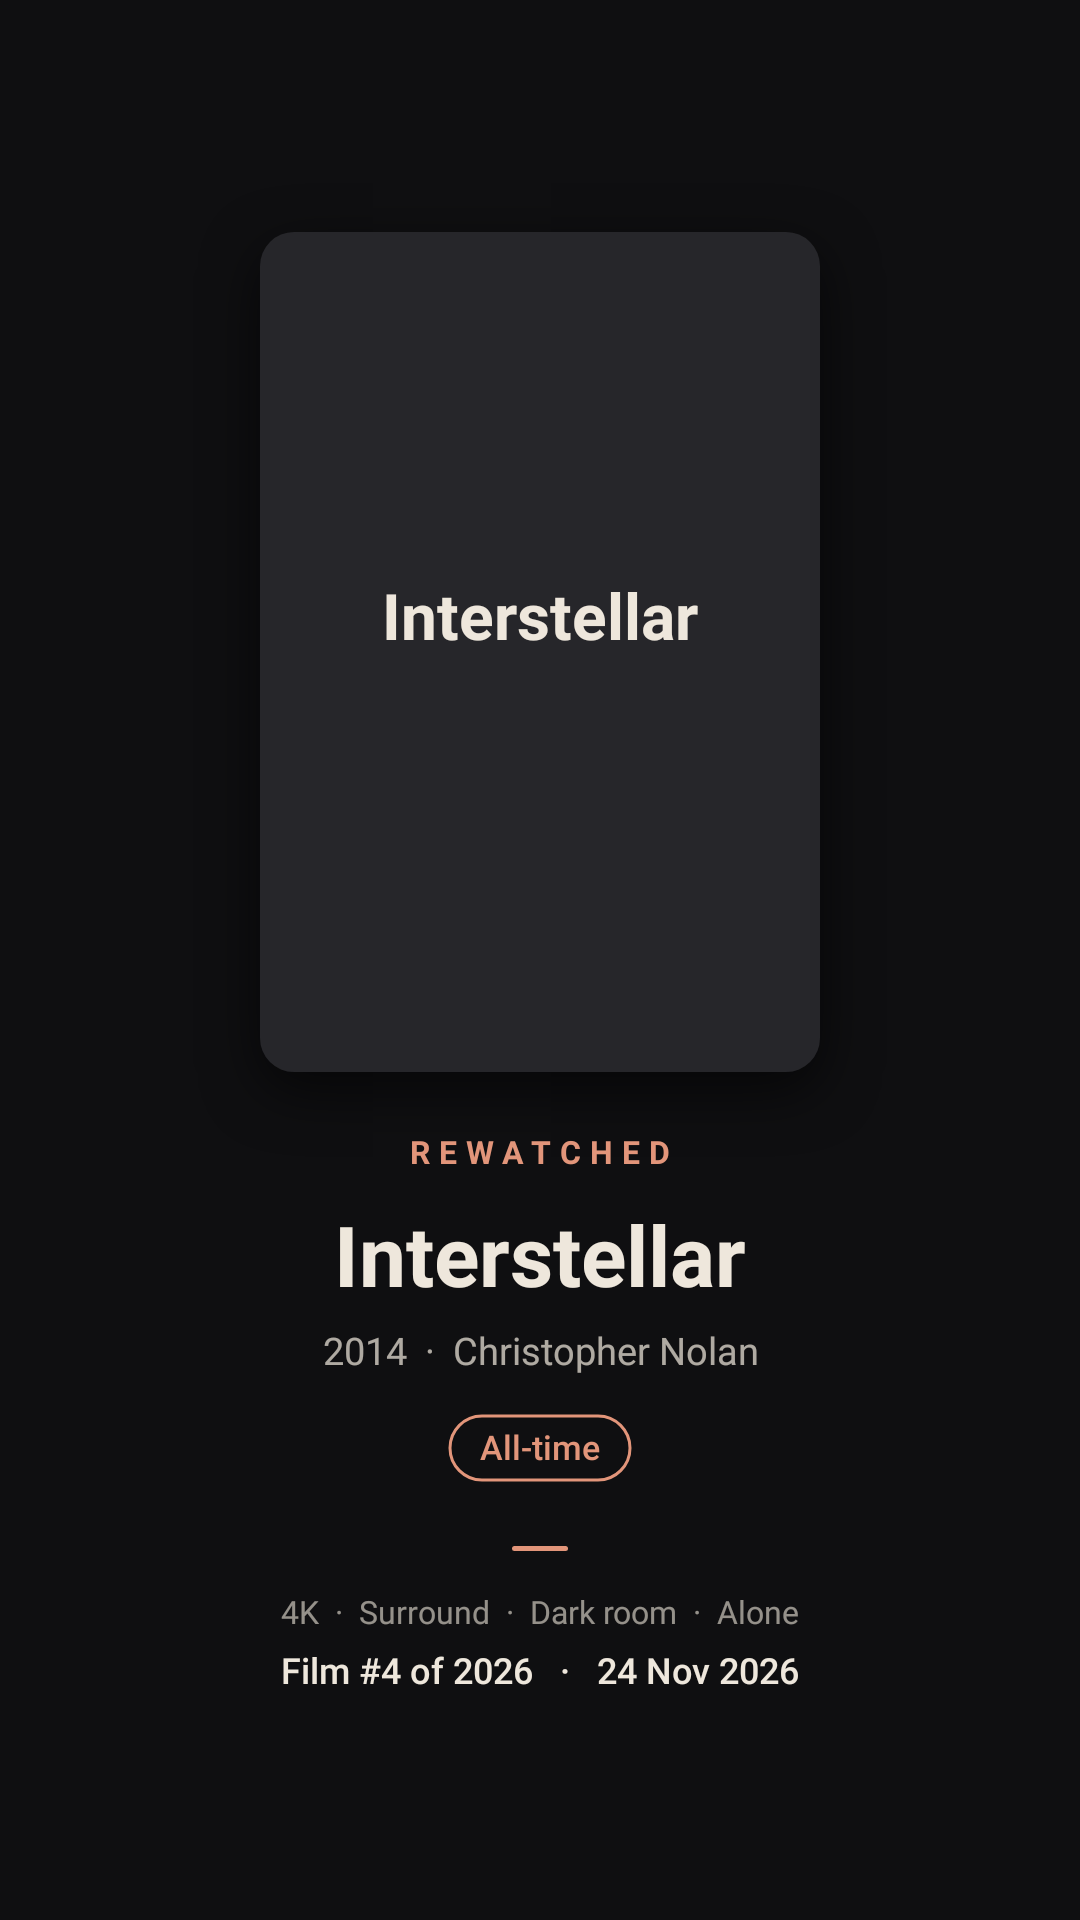 Interstellar
REWATCHED
Interstellar
2014 · Christopher Nolan
All-time
4K · Surround · Dark room · Alone
Film #4 of 2026 · 24 Nov 2026